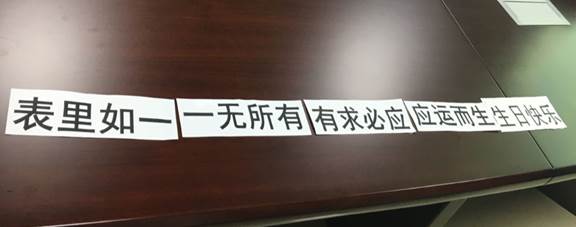 表里如一 一无所有 有求必应 应运而生 生日快乐